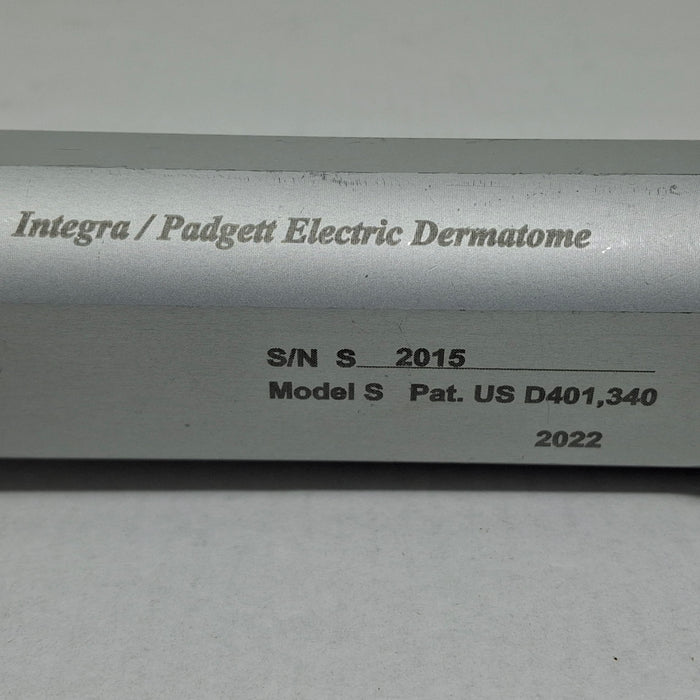 Integra / Padgett Electric Dermatome
S/N S 2015
Model S Pat. US D401,340
2022